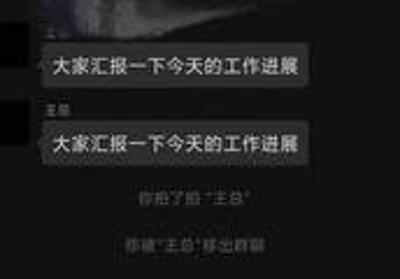 大家汇报一下今天的工作进展
王总
大家汇报一下今天的工作进展
你拍了拍“王总”
你被“王总”移出群聊